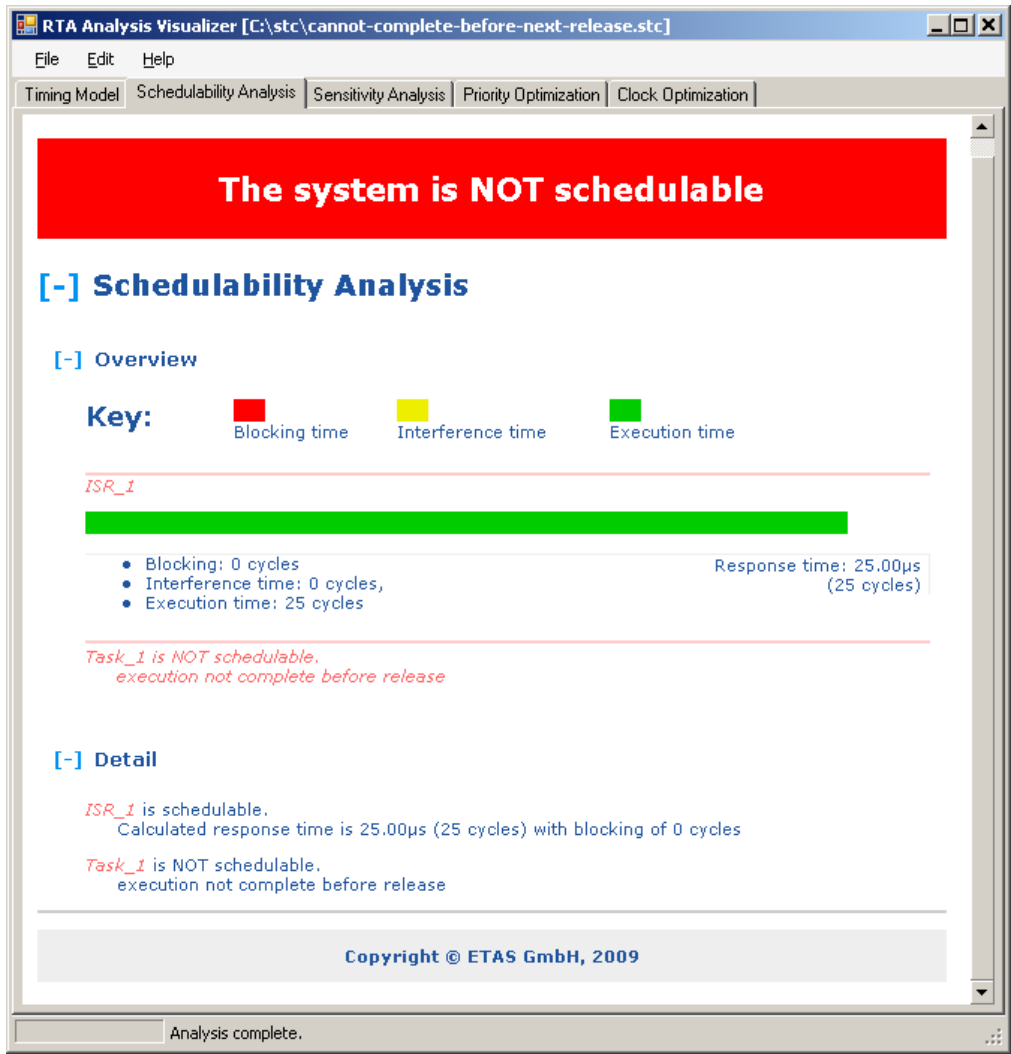 RTA Analysis Visualizer [C:\stc\cannot-complete-before-next-release.stc]
File Edit Help
Timing Model Schedulability Analysis Sensitivity Analysis Priority Optimization Clock Optimization
The system is NOT schedulable
[-] Schedulability Analysis
[-] Overview
Key:
Blocking time Interference time Execution time
ISR_1
• Blocking: 0 cycles
• Interference time: 0 cycles,
• Execution time: 25 cycles
Response time: 25.00µs
(25 cycles)
Task_1 is NOT schedulable.
execution not complete before release
[-] Detail
ISR_1 is schedulable.
Calculated response time is 25.00µs (25 cycles) with blocking of 0 cycles
Task_1 is NOT schedulable.
execution not complete before release
Copyright © ETAS GmbH, 2009
Analysis complete.